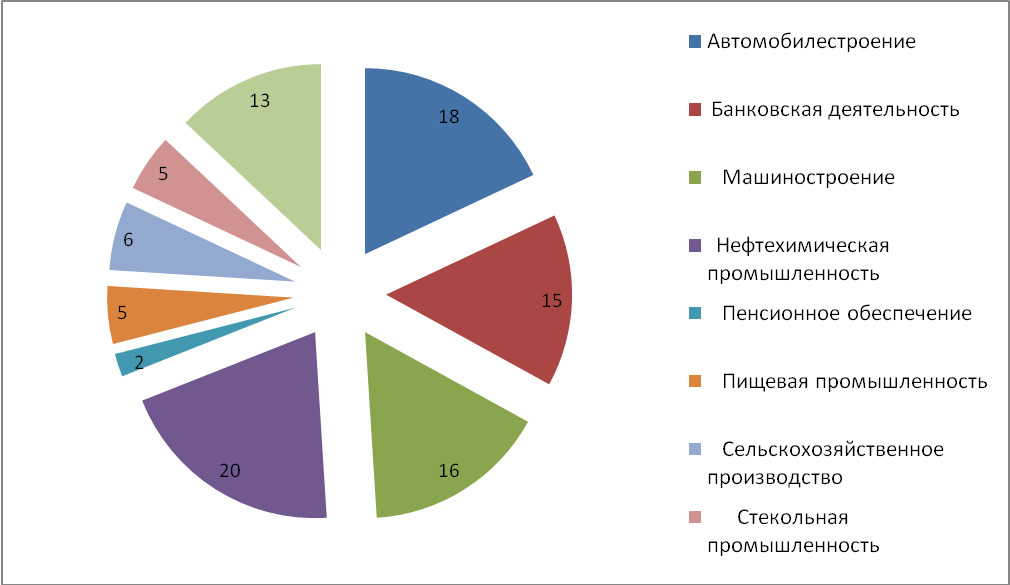 13
18
5
6
15
5
2
20
16
Автомобилестроение
Банковская деятельность
Машиностроение
Нефтехимическая
промышленность
Пенсионное обеспечение
Пищевая промышленность
Сельскохозяйственное
производство
Стекольная
промышленность